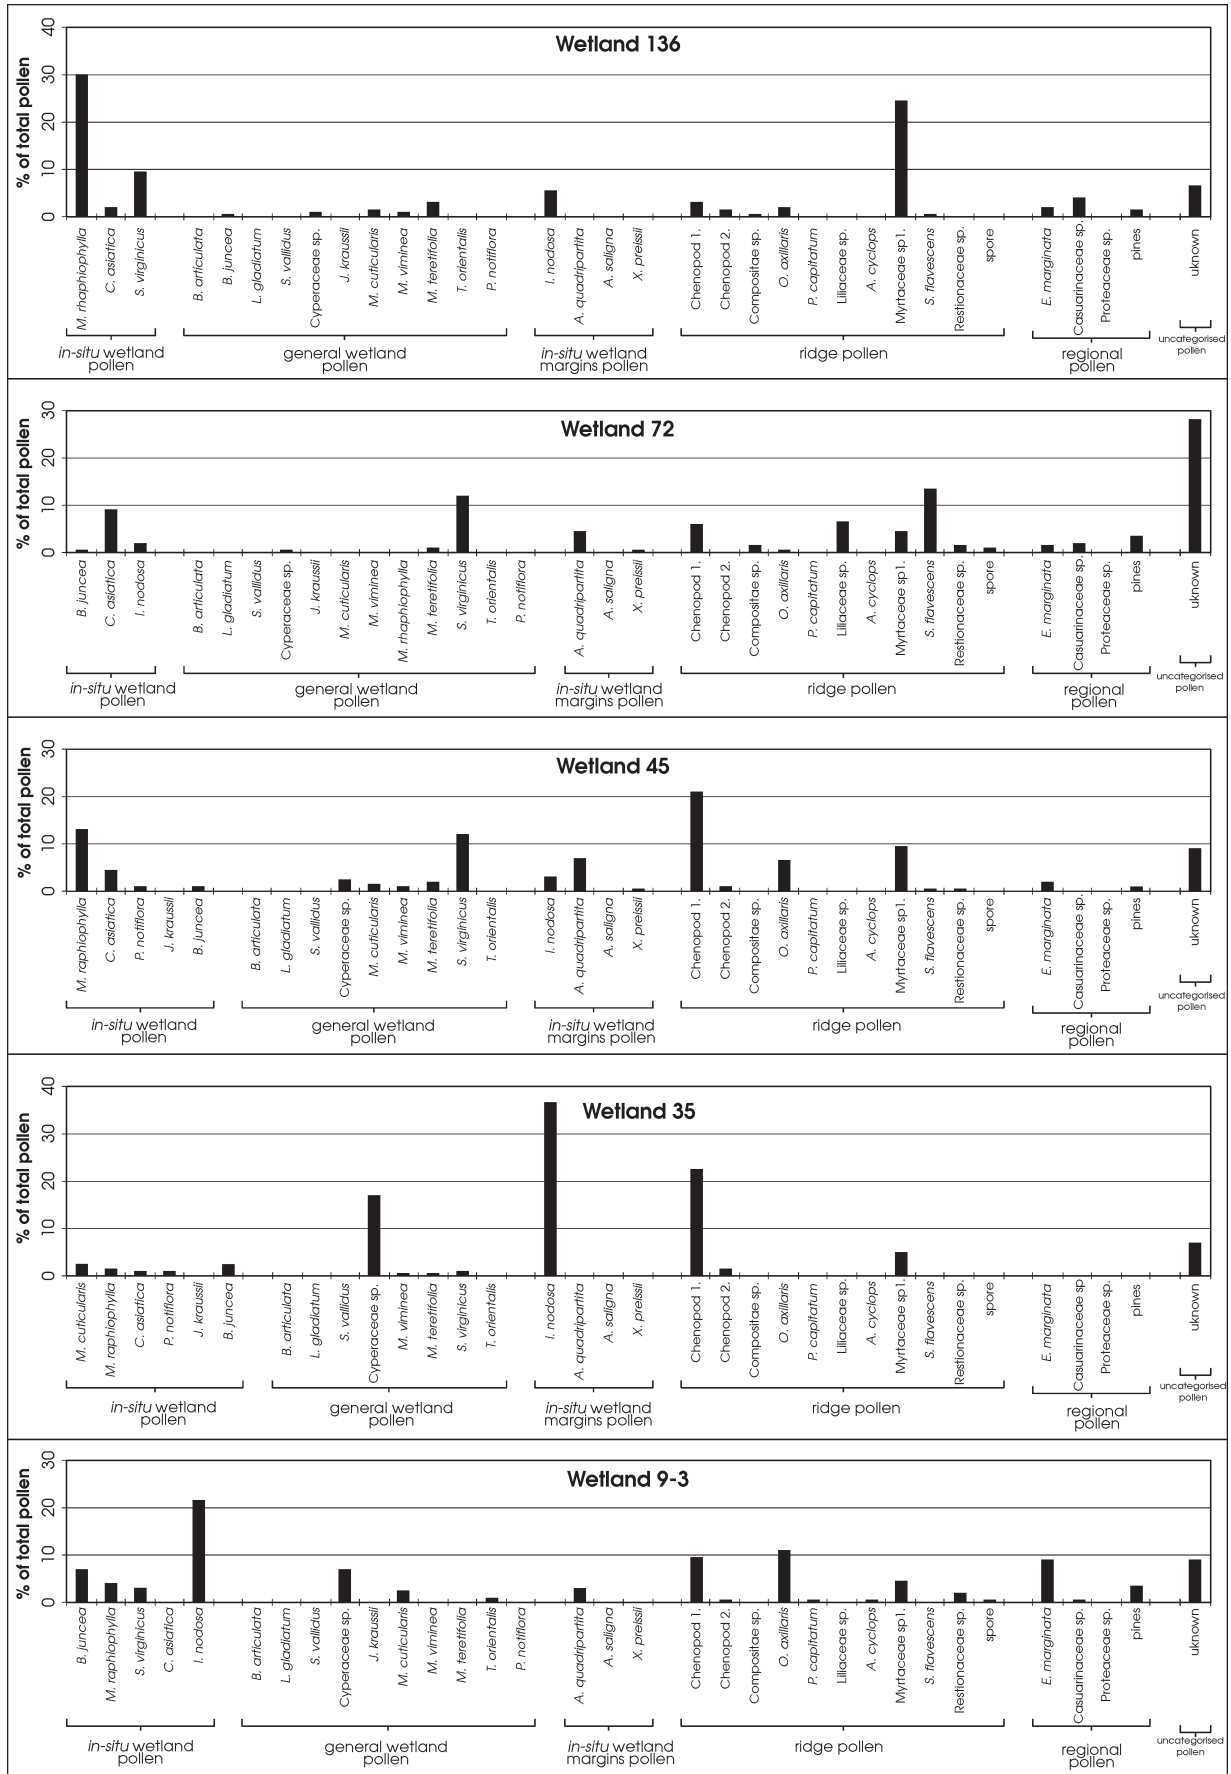 Wetland 136
% of total pollen
40
30
20
10
0
M. rhaphiophylla
C. asiatica
S. virginicus
B. articulata
B. juncea
L. gladiatum
S. vallidus
Cyperaceae sp.
J. kraussii
M. cuticularis
M. viminea
M. teretifolia
T. orientalis
P. notiflora
I. nodosa
A. quadripartita
A. saligna
X. preissii
Chenopod 1.
Chenopod 2.
Compositae sp.
O. axillaris
P. capitatum
Liliaceae sp.
A. cyclops
Myrtaceae sp1.
S. flavescens
Restionaceae sp.
spore
E. marginata
Casuarinaceae sp.
Proteaceae sp.
pines
uknown
in-situ wetland
pollen
general wetland
pollen
in-situ wetland
margins pollen
ridge pollen
regional
pollen
uncategorised
pollen
Wetland 72
% of total pollen
30
20
10
0
B. juncea
C. asiatica
I. nodosa
B. articulata
L. gladiatum
S. vallidus
Cyperaceae sp.
J. kraussii
M. cuticularis
M. viminea
M. rhaphiophylla
M. teretifolia
S. virginicus
T. orientalis
P. notiflora
A. quadripartita
A. saligna
X. preissii
Chenopod 1.
Chenopod 2.
Compositae sp.
O. axillaris
P. capitatum
Liliaceae sp.
A. cyclops
Myrtaceae sp1.
S. flavescens
Restionaceae sp.
spore
E. marginata
Casuarinaceae sp.
Proteaceae sp.
pines
uknown
in-situ wetland
pollen
general wetland
pollen
in-situ wetland
margins pollen
ridge pollen
regional
pollen
uncategorised
pollen
Wetland 45
% of total pollen
30
20
10
0
M. raphiophylla
C. asiatica
P. notiflora
J. kraussii
B. juncea
B. articulata
L. gladiatum
S. vallidus
Cyperaceae sp.
M. cuticularis
M. viminea
M. teretifolia
S. virginicus
T. orientalis
I. nodosa
A. quadripartita
A. saligna
X. preissii
Chenopod 1.
Chenopod 2.
Compositae sp.
O. axillaris
P. capitatum
Liliaceae sp.
A. cyclops
Myrtaceae sp1.
S. flavescens
Restionaceae sp.
spore
E. marginata
Casuarinaceae sp.
Proteaceae sp.
pines
uknown
in-situ wetland
pollen
general wetland
pollen
in-situ wetland
margins pollen
ridge pollen
regional
pollen
uncategorised
pollen
Wetland 35
% of total pollen
40
30
20
10
0
M. cuticularis
M. raphiophylla
C. asiatica
P. notiflora
J. kraussii
B. juncea
B. articulata
L. gladiatum
S. vallidus
Cyperaceae sp.
M. viminea
M. teretifolia
S. virginicus
T. orientalis
I. nodosa
A. quadripartita
A. saligna
X. preissii
Chenopod 1.
Chenopod 2.
Compositae sp.
O. axillaris
P. capitatum
Liliaceae sp.
A. cyclops
Myrtaceae sp1.
S. flavescens
Restionaceae sp.
spore
E. marginata
Casuarinaceae sp
Proteaceae sp.
pines
uknown
in-situ wetland
pollen
general wetland
pollen
in-situ wetland
margins pollen
ridge pollen
regional
pollen
uncategorised
pollen
Wetland 9-3
% of total pollen
30
20
10
0
B. juncea
M. raphiophylla
S. virginicus
C. asiatica
I. nodosa
B. articulata
L. gladiatum
S. vallidus
Cyperaceae sp.
J. kraussii
M. cuticularis
M. viminea
M. teretifolia
T. orientalis
P. notiflora
A. quadripartita
A. saligna
X. preissii
Chenopod 1.
Chenopod 2.
Compositae sp.
O. axillaris
P. capitatum
Liliaceae sp.
A. cyclops
Myrtaceae sp1.
S. flavescens
Restionaceae sp.
spore
E. marginata
Casuarinaceae sp.
Proteaceae sp.
pines
uknown
in-situ wetland
pollen
general wetland
pollen
in-situ wetland
margins pollen
ridge pollen
regional
pollen
uncategorised
pollen